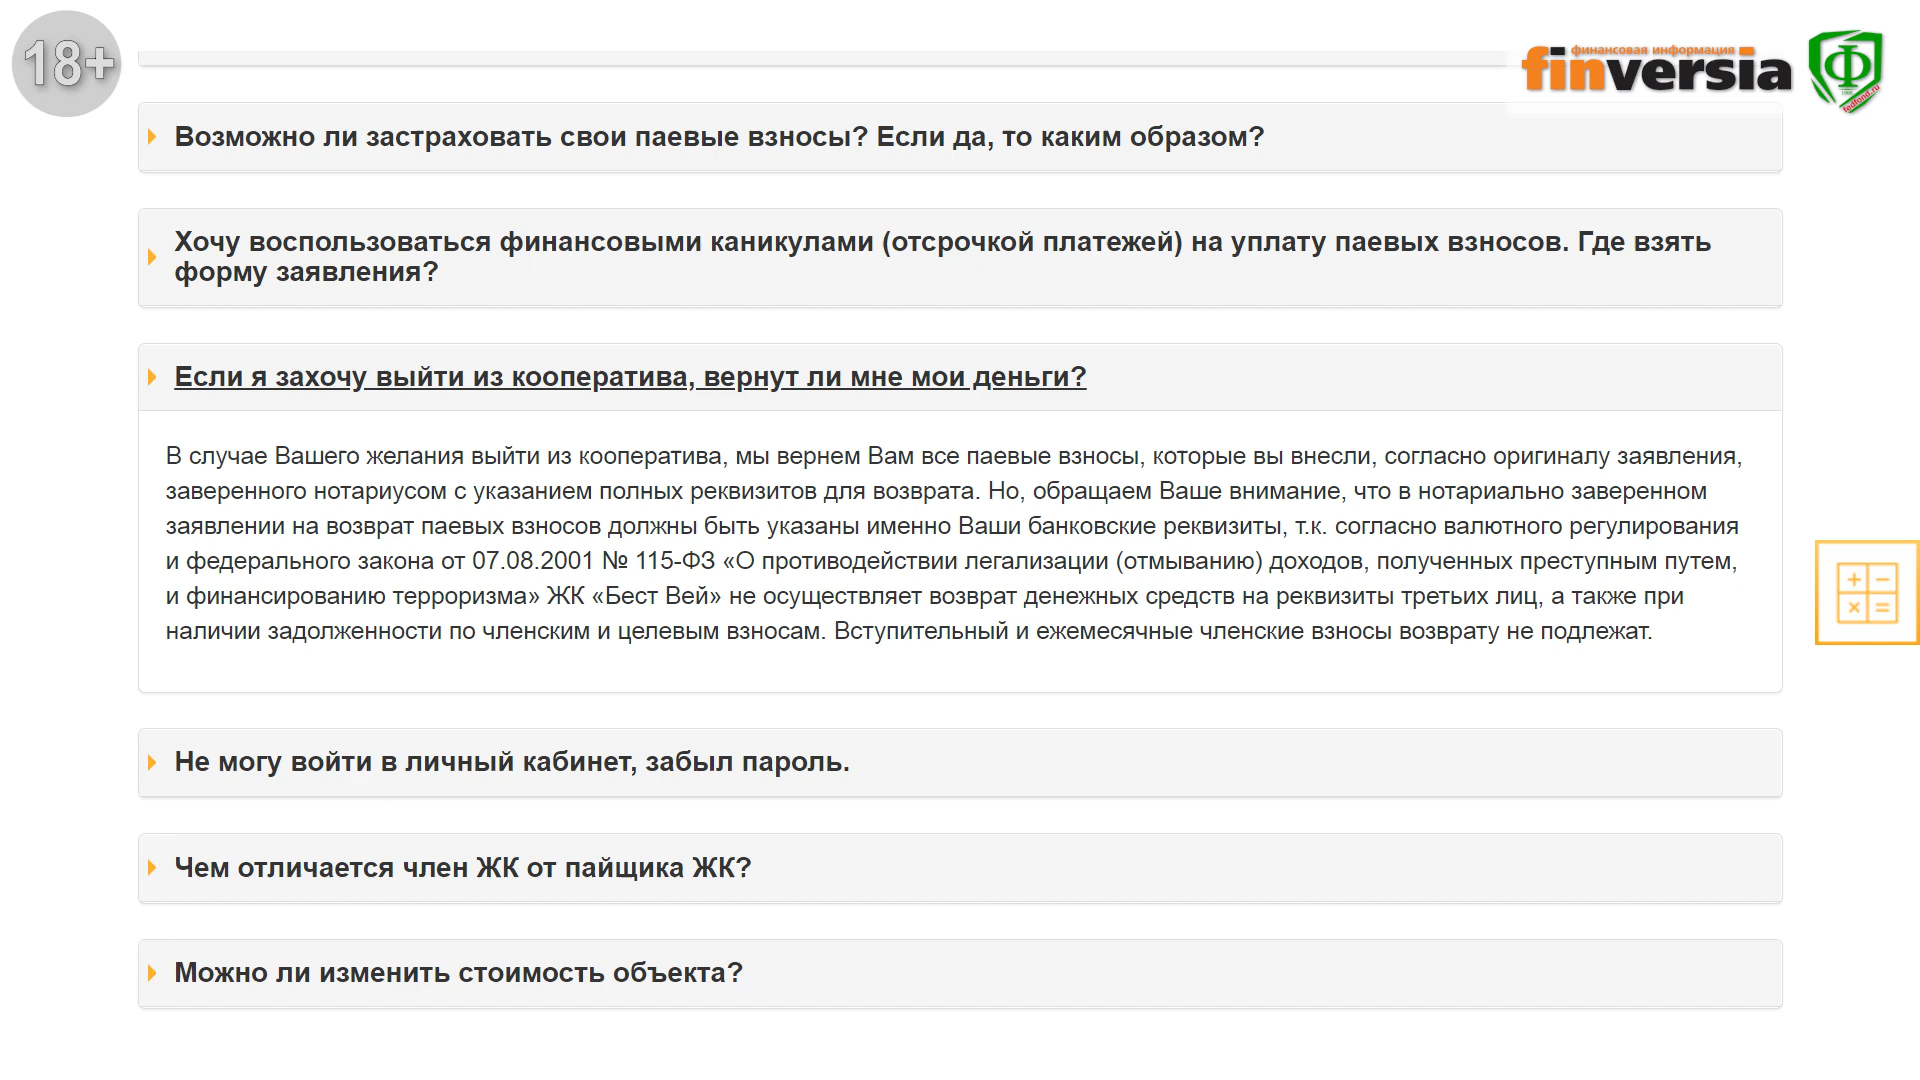 18+
финансовая информация
finversia
Ф
fedfond.ru
Возможно ли застраховать свои паевые взносы? Если да, то каким образом?
Хочу воспользоваться финансовыми каникулами (отсрочкой платежей) на уплату паевых взносов. Где взять
форму заявления?
Если я захочу выйти из кооператива, вернут ли мне мои деньги?
В случае Вашего желания выйти из кооператива, мы вернем Вам все паевые взносы, которые вы внесли, согласно оригиналу заявления,
заверенного нотариусом с указанием полных реквизитов для возврата. Но, обращаем Ваше внимание, что в нотариально заверенном
заявлении на возврат паевых взносов должны быть указаны именно Ваши банковские реквизиты, т.к. согласно валютного регулирования
и федерального закона от 07.08.2001 № 115-ФЗ «О противодействии легализации (отмыванию) доходов, полученных преступным путем,
и финансированию терроризма» ЖК «Бест Вей» не осуществляет возврат денежных средств на реквизиты третьих лиц, а также при
наличии задолженности по членским и целевым взносам. Вступительный и ежемесячные членские взносы возврату не подлежат.
+ −
× =
Не могу войти в личный кабинет, забыл пароль.
Чем отличается член ЖК от пайщика ЖК?
Можно ли изменить стоимость объекта?